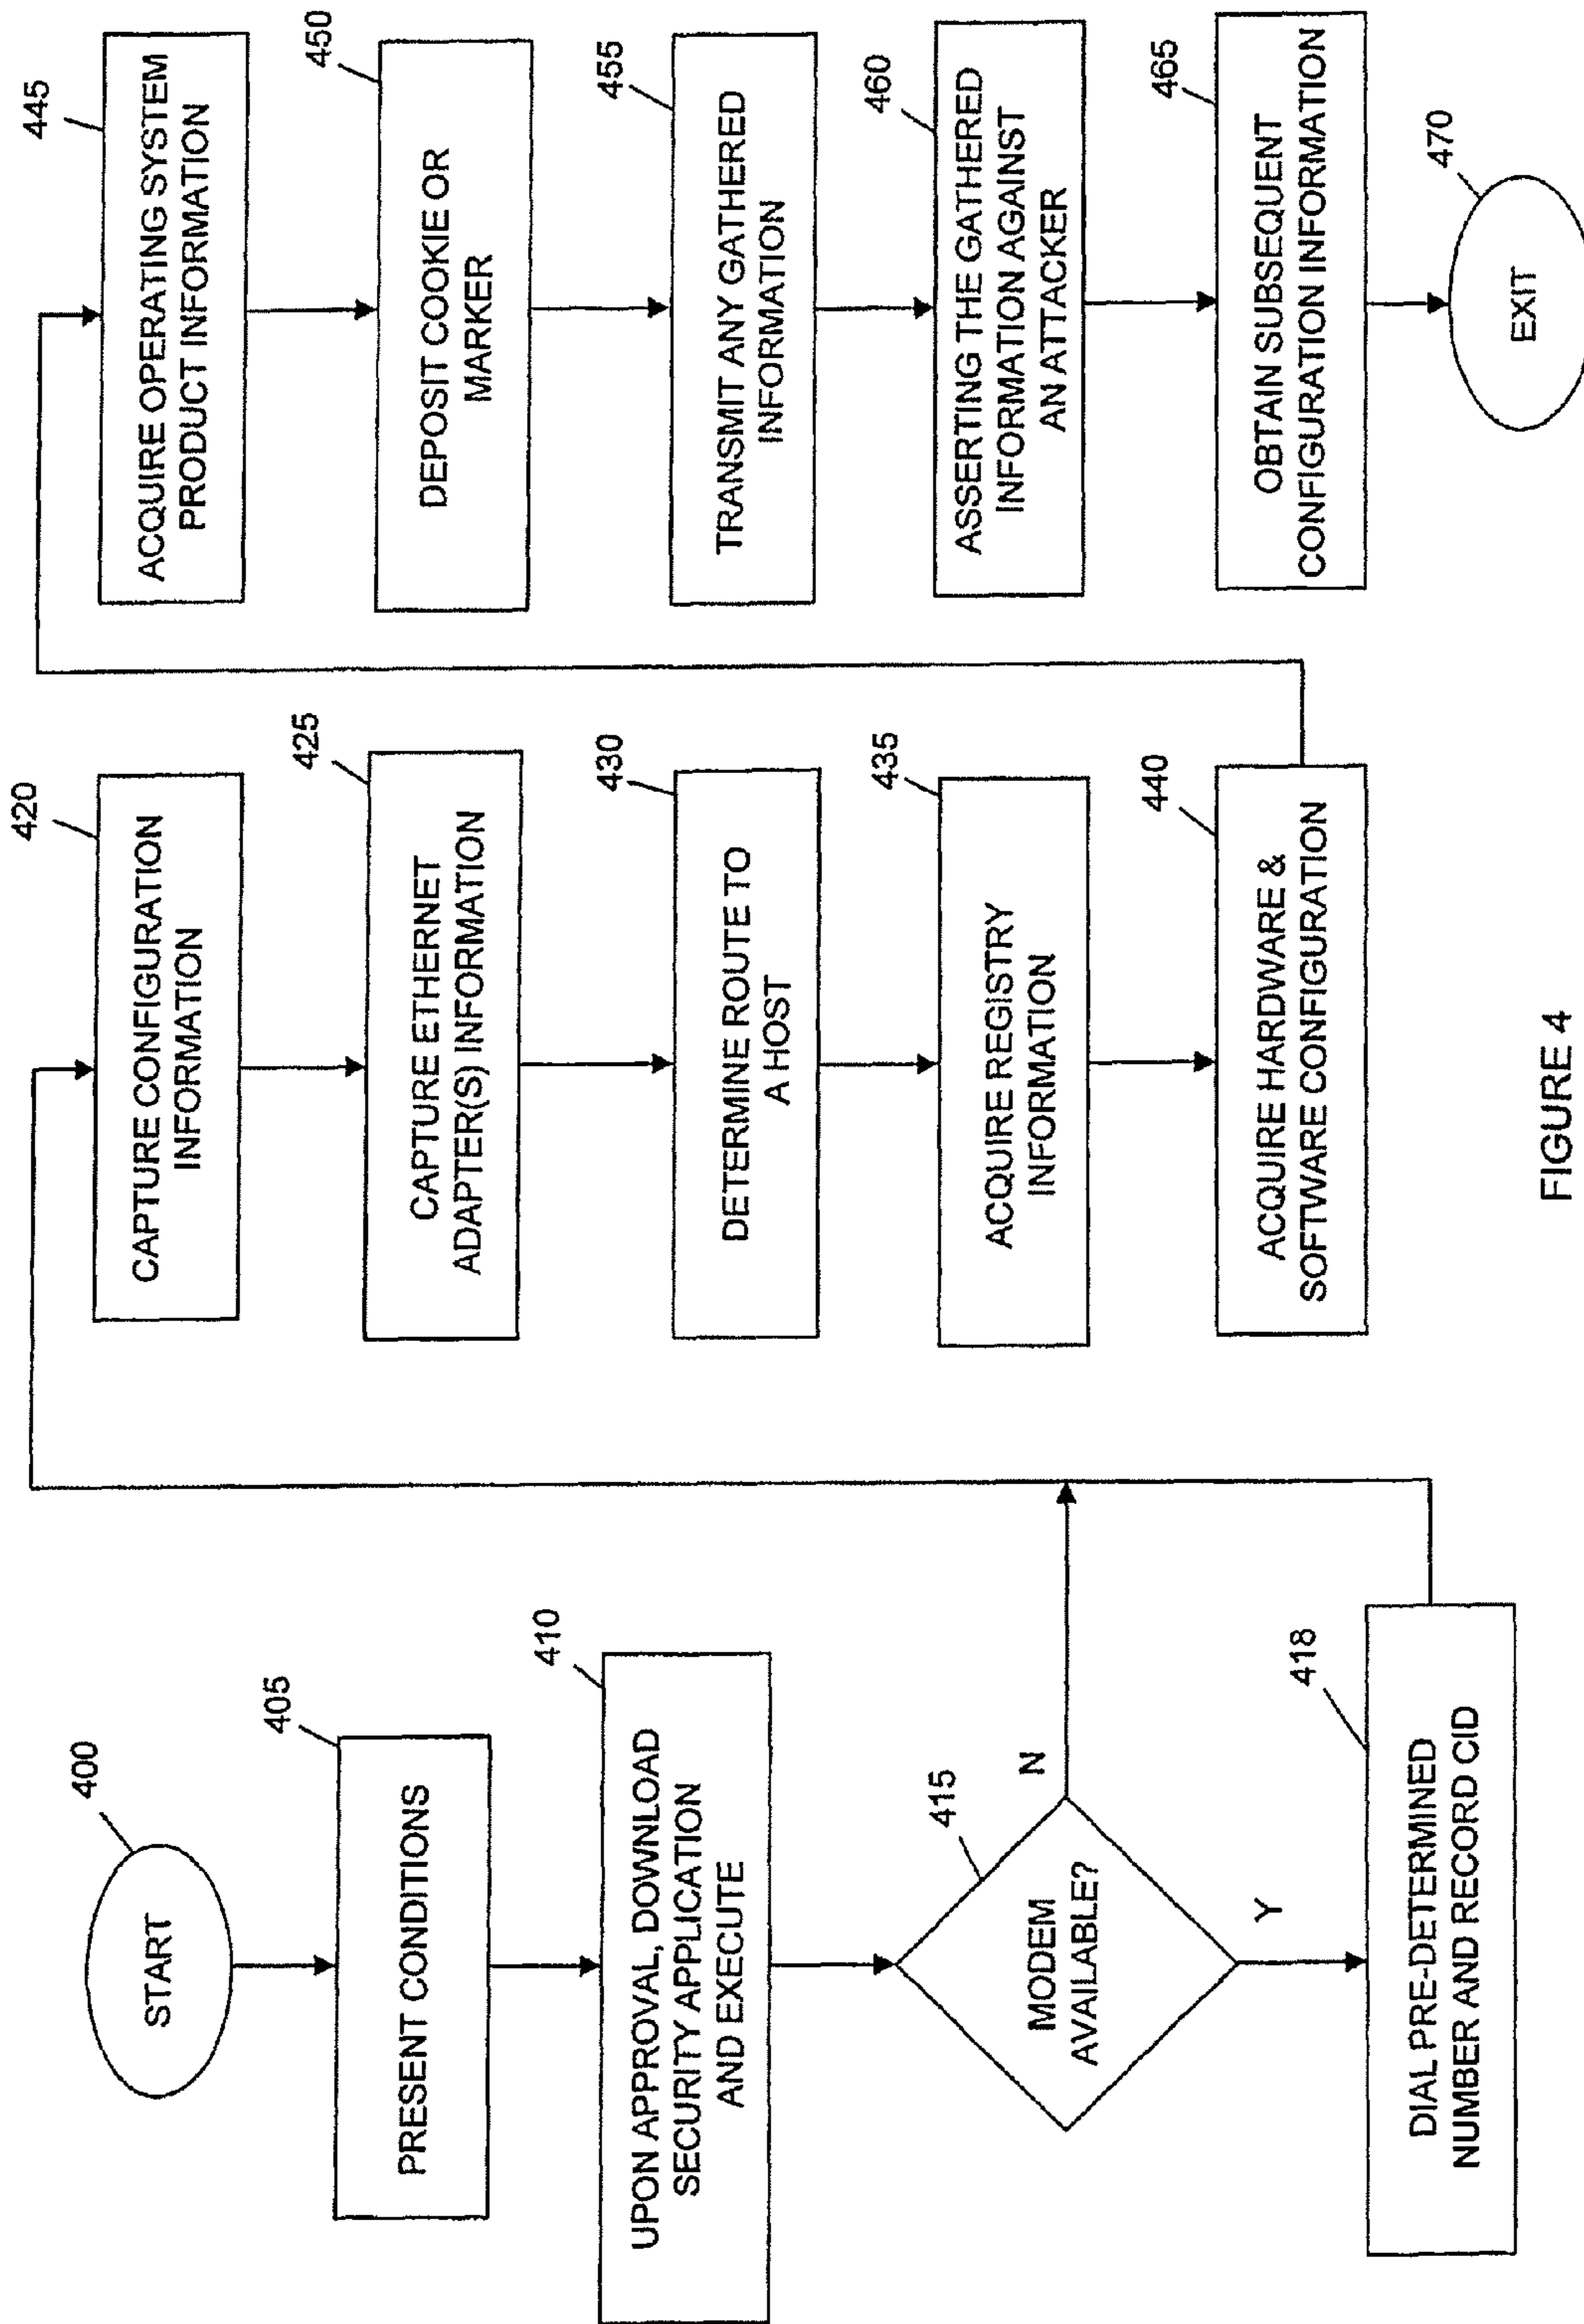 400
START
405
PRESENT CONDITIONS
410
UPON APPROVAL, DOWNLOAD
SECURITY APPLICATION
AND EXECUTE
415
MODEM
AVAILABLE?
N
Y
418
DIAL PRE-DETERMINED
NUMBER AND RECORD CID
420
CAPTURE CONFIGURATION
INFORMATION
425
CAPTURE ETHERNET
ADAPTER(S) INFORMATION
430
DETERMINE ROUTE TO
A HOST
435
ACQUIRE REGISTRY
INFORMATION
440
ACQUIRE HARDWARE &
SOFTWARE CONFIGURATION
445
ACQUIRE OPERATING SYSTEM
PRODUCT INFORMATION
450
DEPOSIT COOKIE OR
MARKER
455
TRANSMIT ANY GATHERED
INFORMATION
460
ASSERTING THE GATHERED
INFORMATION AGAINST
AN ATTACKER
465
OBTAIN SUBSEQUENT
CONFIGURATION INFORMATION
470
EXIT
FIGURE 4